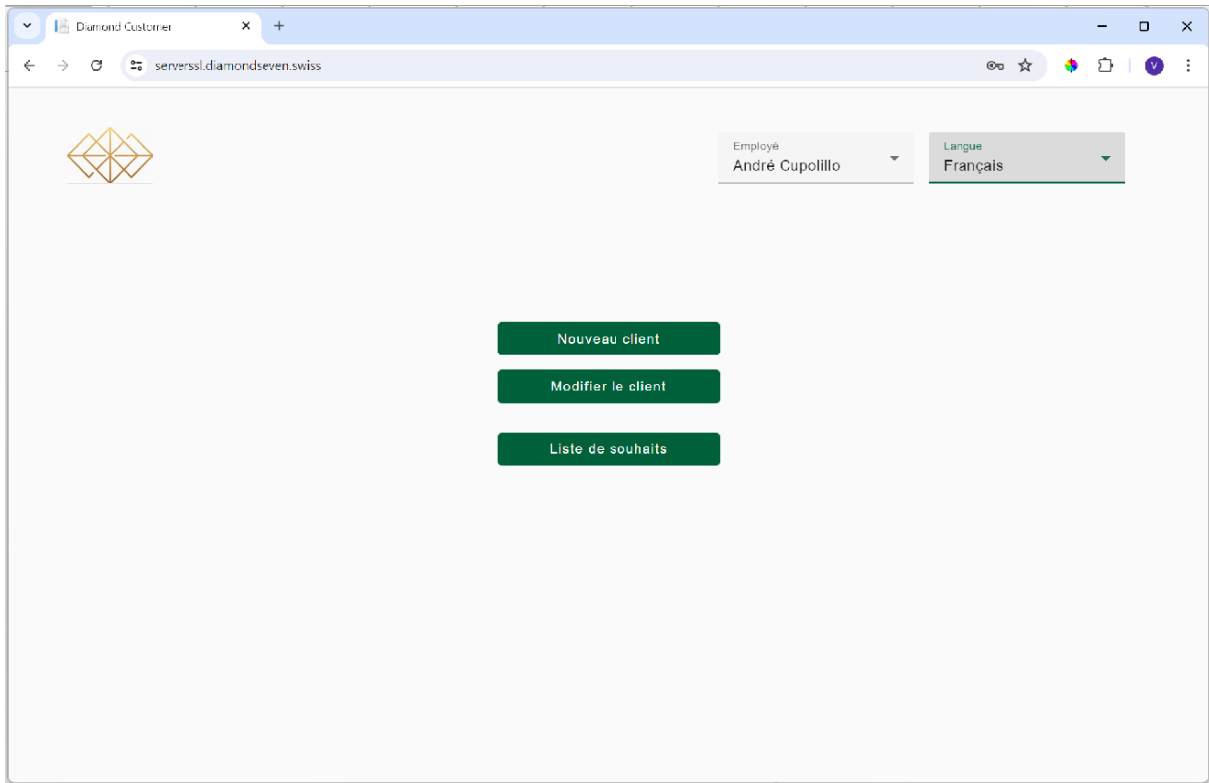 Diamond Customer
serverssl.diamondseven.swiss
V
Employé
André Cupolillo
Langue
Français
Nouveau client
Modifier le client
Liste de souhaits